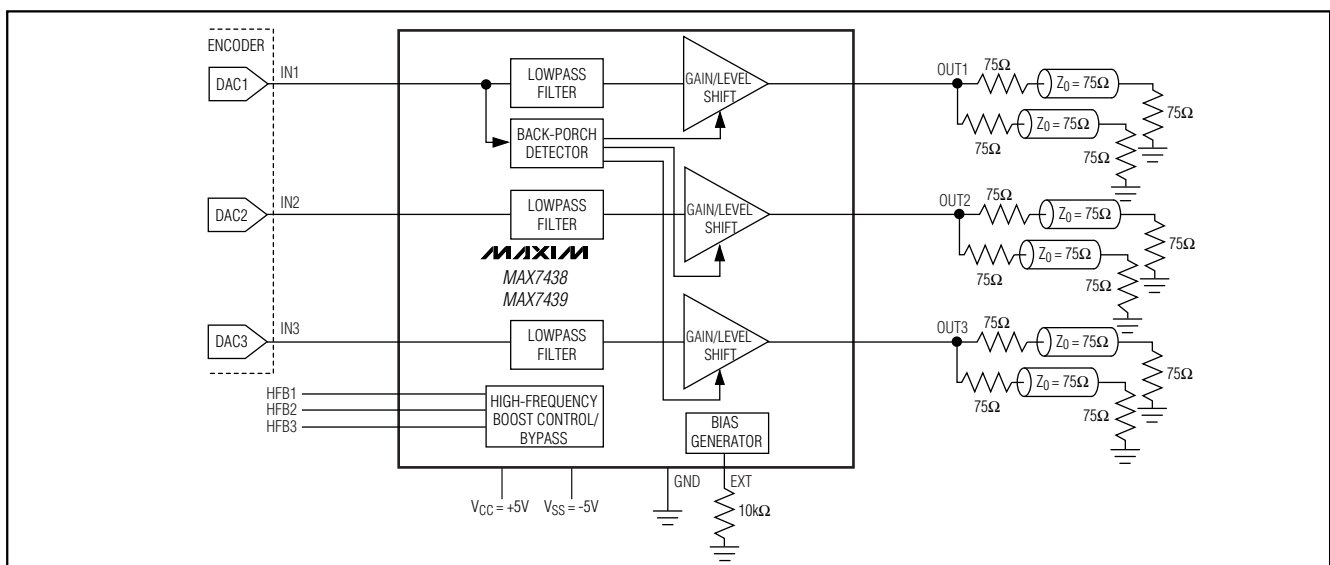 ENCODER
DAC1
IN1
LOWPASS
FILTER
GAIN/LEVEL
SHIFT
BACK-PORCH
DETECTOR
OUT1
75Ω
Z0 = 75Ω
75Ω
75Ω
Z0 = 75Ω
75Ω
DAC2
IN2
LOWPASS
FILTER
GAIN/LEVEL
SHIFT
OUT2
75Ω
Z0 = 75Ω
75Ω
75Ω
Z0 = 75Ω
75Ω
MAXIM
MAX7438
MAX7439
DAC3
IN3
LOWPASS
FILTER
GAIN/LEVEL
SHIFT
OUT3
75Ω
Z0 = 75Ω
75Ω
75Ω
Z0 = 75Ω
75Ω
HFB1
HFB2
HFB3
HIGH-FREQUENCY
BOOST CONTROL/
BYPASS
BIAS
GENERATOR
VCC = +5V
VSS = -5V
GND
EXT
10kΩ